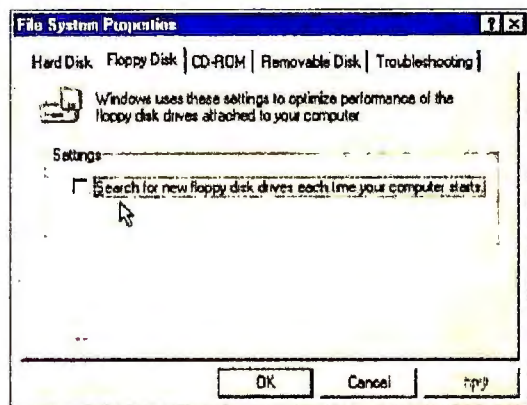 File System Properties
Hard Disk Floppy Disk CD-ROM Removable Disk Troubleshooting
Windows uses these settings to optimize performance of the
floppy disk drives attached to your computer
Settings
Search for new floppy disk drives each time your computer starts.
OK Cancel